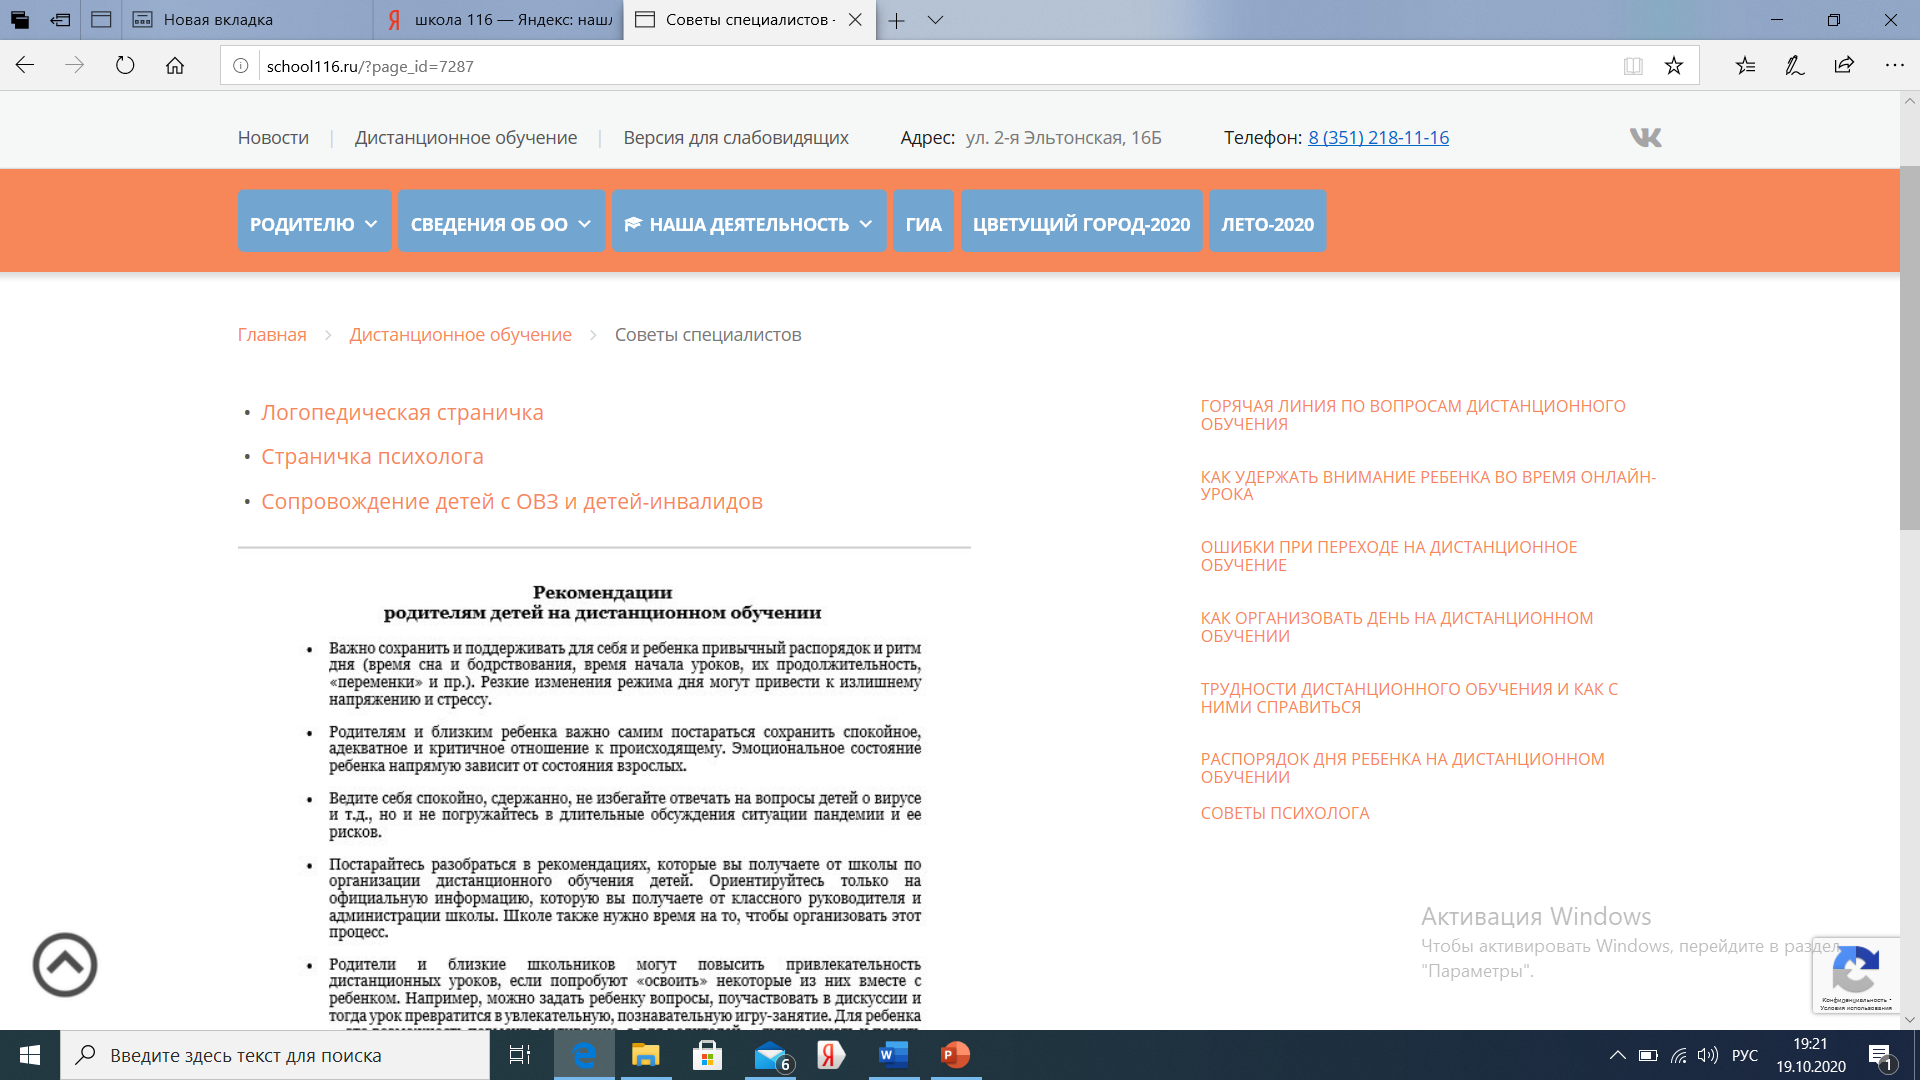 Новая вкладка
школа 116 — Яндекс: наш
Советы специалистов -
school116.ru/?page_id=7287
Новости | Дистанционное обучение | Версия для слабовидящих Адрес: ул. 2-я Эльтонская, 16Б Телефон: 8 (351) 218-11-16
РОДИТЕЛЮ СВЕДЕНИЯ ОБ ОО НАША ДЕЯТЕЛЬНОСТЬ ГИА ЦВЕТУЩИЙ ГОРОД-2020 ЛЕТО-2020
Главная > Дистанционное обучение > Советы специалистов
• Логопедическая страничка
• Страничка психолога
• Сопровождение детей с ОВЗ и детей-инвалидов
Рекомендации
родителям детей на дистанционном обучении
• Важно сохранить и поддерживать для себя и ребенка привычный распорядок и ритм
дня (время сна и бодрствования, время начала уроков, их продолжительность,
«переменки» и пр.). Резкие изменения режима дня могут привести к излишнему
напряжению и стрессу.
• Родителям и близким ребенка важно самим постараться сохранить спокойное,
адекватное и критичное отношение к происходящему. Эмоциональное состояние
ребенка напрямую зависит от состояния взрослых.
• Ведите себя спокойно, сдержанно, не избегайте отвечать на вопросы детей о вирусе
и т.д., но и не погружайтесь в длительные обсуждения ситуации пандемии и ее
рисков.
• Постарайтесь разобраться в рекомендациях, которые вы получаете от школы по
организации дистанционного обучения детей. Ориентируйтесь только на
официальную информацию, которую вы получаете от классного руководителя и
администрации школы. Школе также нужно время на то, чтобы организовать этот
процесс.
• Родители и близкие школьников могут повысить привлекательность
дистанционных уроков, если попробуют «освоить» некоторые из них вместе с
ребенком. Например, можно задать ребенку вопросы, поучаствовать в дискуссии и
тогда урок превратится в увлекательную, познавательную игру-занятие. Для ребенка
ГОРЯЧАЯ ЛИНИЯ ПО ВОПРОСАМ ДИСТАНЦИОННОГО
ОБУЧЕНИЯ
КАК УДЕРЖАТЬ ВНИМАНИЕ РЕБЕНКА ВО ВРЕМЯ ОНЛАЙН-
УРОКА
ОШИБКИ ПРИ ПЕРЕХОДЕ НА ДИСТАНЦИОННОЕ
ОБУЧЕНИЕ
КАК ОРГАНИЗОВАТЬ ДЕНЬ НА ДИСТАНЦИОННОМ
ОБУЧЕНИИ
ТРУДНОСТИ ДИСТАНЦИОННОГО ОБУЧЕНИЯ И КАК С
НИМИ СПРАВИТЬСЯ
РАСПОРЯДОК ДНЯ РЕБЕНКА НА ДИСТАНЦИОННОМ
ОБУЧЕНИИ
СОВЕТЫ ПСИХОЛОГА
Активация Windows
Чтобы активировать Windows, перейдите в раздел
"Параметры".
Конфиденциальность •
Условия использования
Введите здесь текст для поиска
6
РУС
19:21
19.10.2020
1